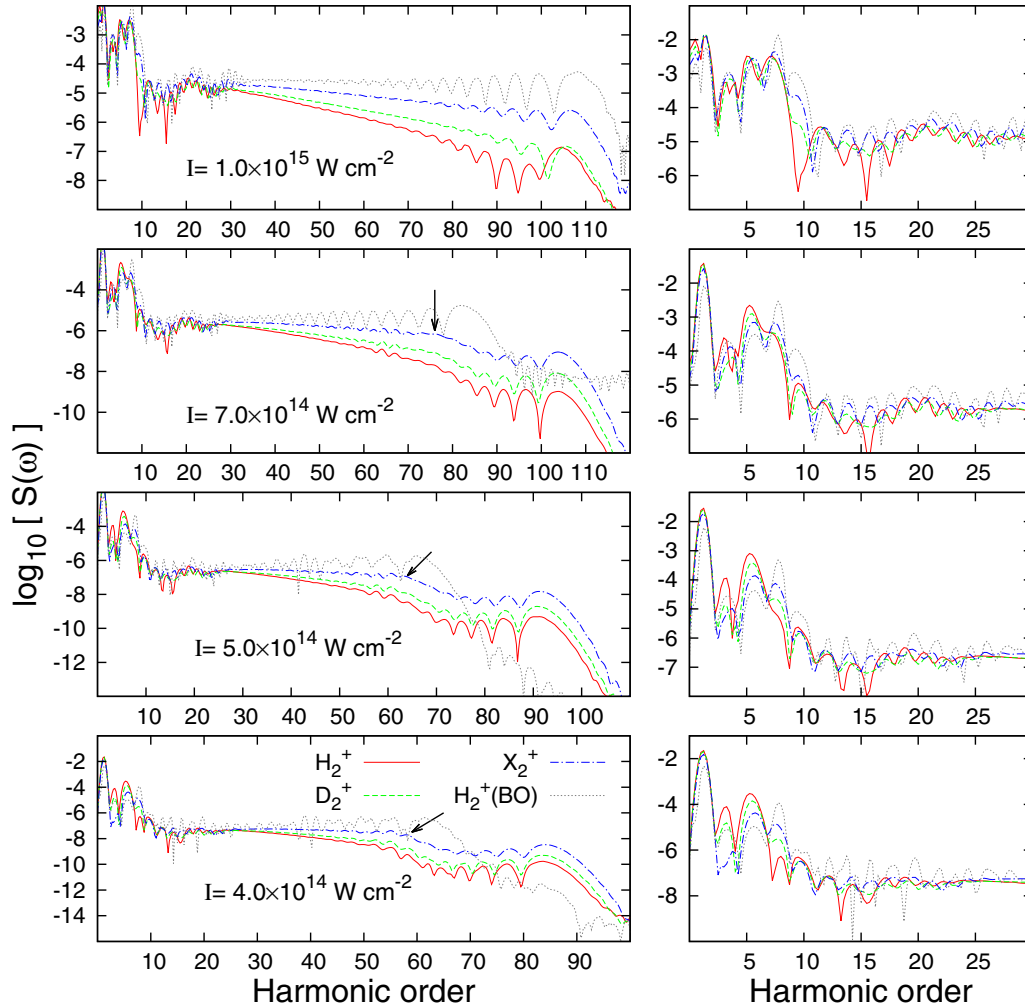 log10 [ S(ω) ]
-3
-4
-5
-6
-7
-8
I= 1.0×10^15 W cm^-2
10 20 30 40 50 60 70 80 90 100 110
-2
-3
-4
-5
-6
5 10 15 20 25
-4
-6
-8
-10
I= 7.0×10^14 W cm^-2
10 20 30 40 50 60 70 80 90 100 110
-1
-2
-3
-4
-5
-6
5 10 15 20 25
-4
-6
-8
-10
-12
I= 5.0×10^14 W cm^-2
10 20 30 40 50 60 70 80 90 100
-1
-2
-3
-4
-5
-6
-7
5 10 15 20 25
-2
-4
-6
-8
-10
-12
-14
H2+ X2+
D2+ H2+(BO)
I= 4.0×10^14 W cm^-2
10 20 30 40 50 60 70 80 90
Harmonic order
-2
-4
-6
-8
5 10 15 20 25
Harmonic order